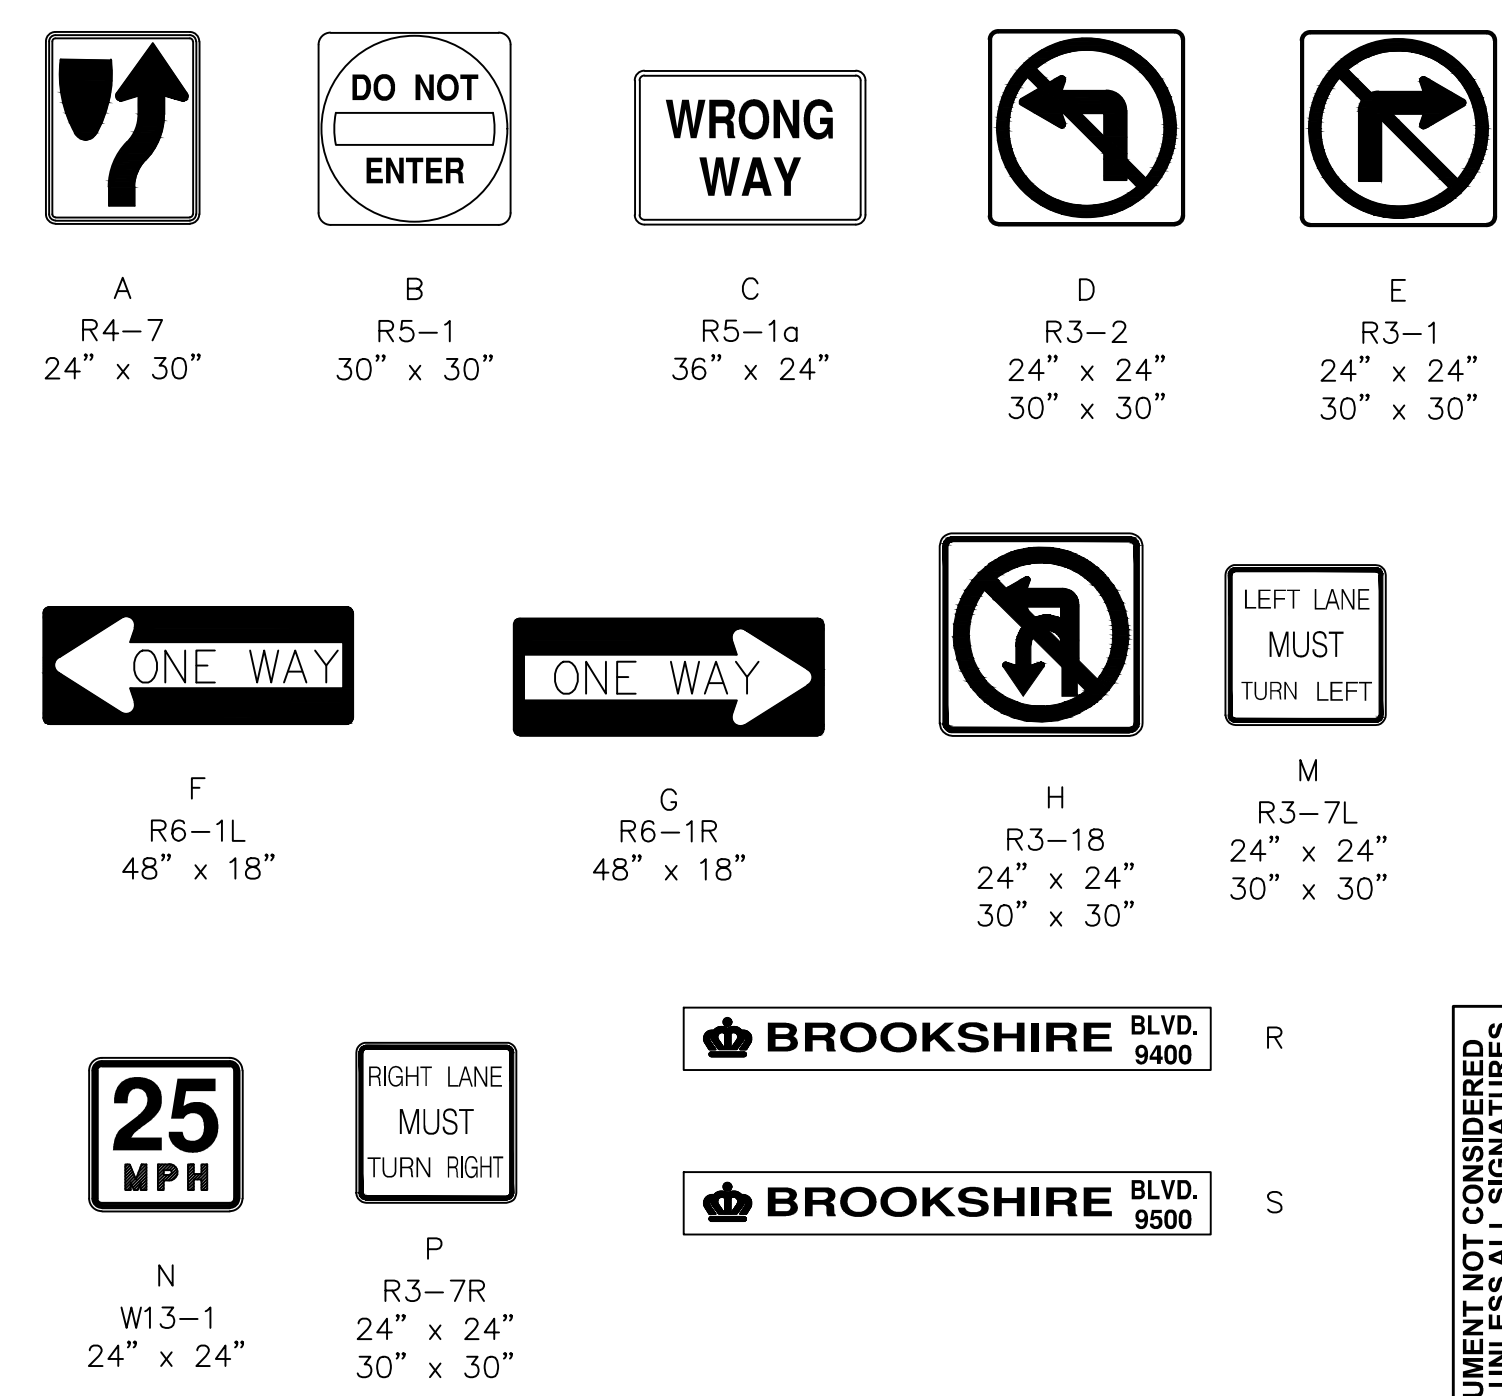 DO NOT
ENTER
WRONG
WAY
A
R4-7
24" x 30"
B
R5-1
30" x 30"
C
R5-1a
36" x 24"
D
R3-2
24" x 24"
30" x 30"
E
R3-1
24" x 24"
30" x 30"
ONE WAY
F
R6-1L
48" x 18"
ONE WAY
G
R6-1R
48" x 18"
H
R3-18
24" x 24"
30" x 30"
LEFT LANE
MUST
TURN LEFT
M
R3-7L
24" x 24"
30" x 30"
25
MPH
N
W13-1
24" x 24"
RIGHT LANE
MUST
TURN RIGHT
P
R3-7R
24" x 24"
30" x 30"
BROOKSHIRE BLVD.
9400
R
BROOKSHIRE BLVD.
9500
S
NOT CONSIDERED
UNLESS ALL SIGNATURES